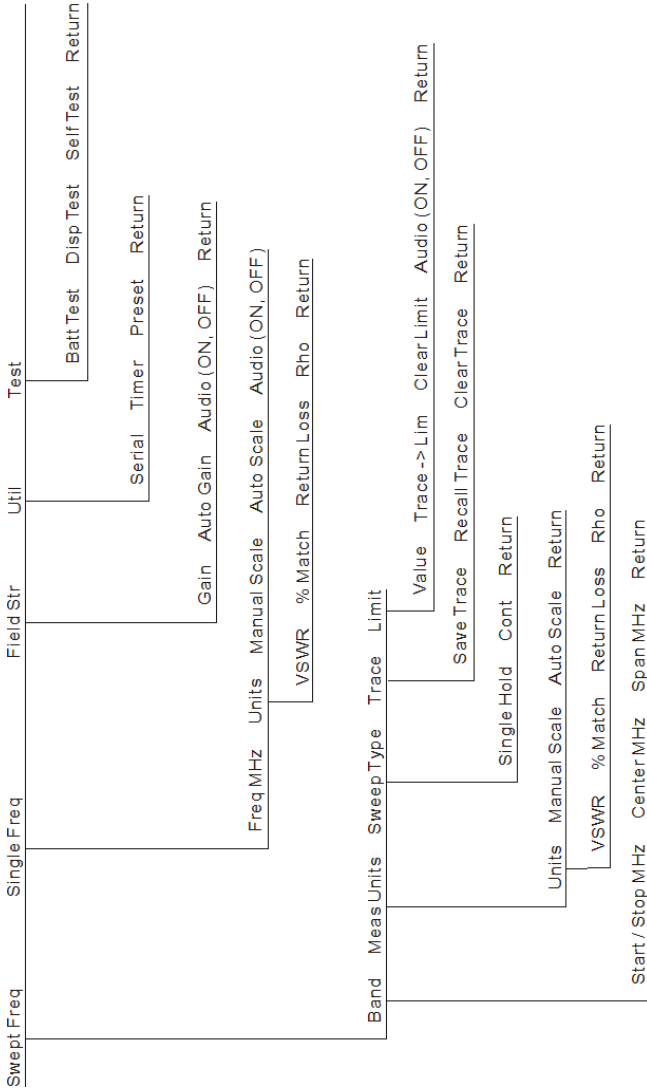 Swept Freq Single Freq Field Str Util Test
Batt Test Disp Test Self Test Return
Serial Timer Preset Return
Gain Auto Gain Audio (ON, OFF) Return
Freq MHz Units Manual Scale Auto Scale Audio (ON, OFF)
VSWR % Match Return Loss Rho Return
Band Meas Units Sweep Type Trace Limit
Value Trace -> Lim Clear Limit Audio (ON, OFF) Return
Save Trace Recall Trace Clear Trace Return
Single Hold Cont Return
Units Manual Scale Auto Scale Return
VSWR % Match Return Loss Rho Return
Start / Stop MHz Center MHz Span MHz Return